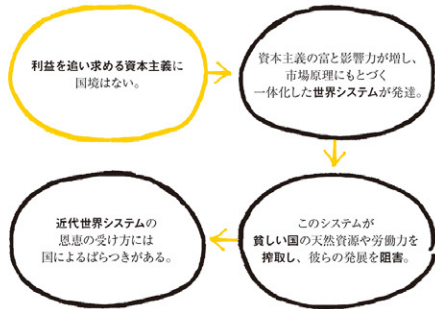 利益を追い求める資本主義に
国境はない。
資本主義の富と影響力が増し、
市場原理にもとづく
一体化した世界システムが発達。
このシステムが
貧しい国の天然資源や労働力を
搾取し、彼らの発展を阻害。
近代世界システムの
恩恵の受け方には
国によるばらつきがある。